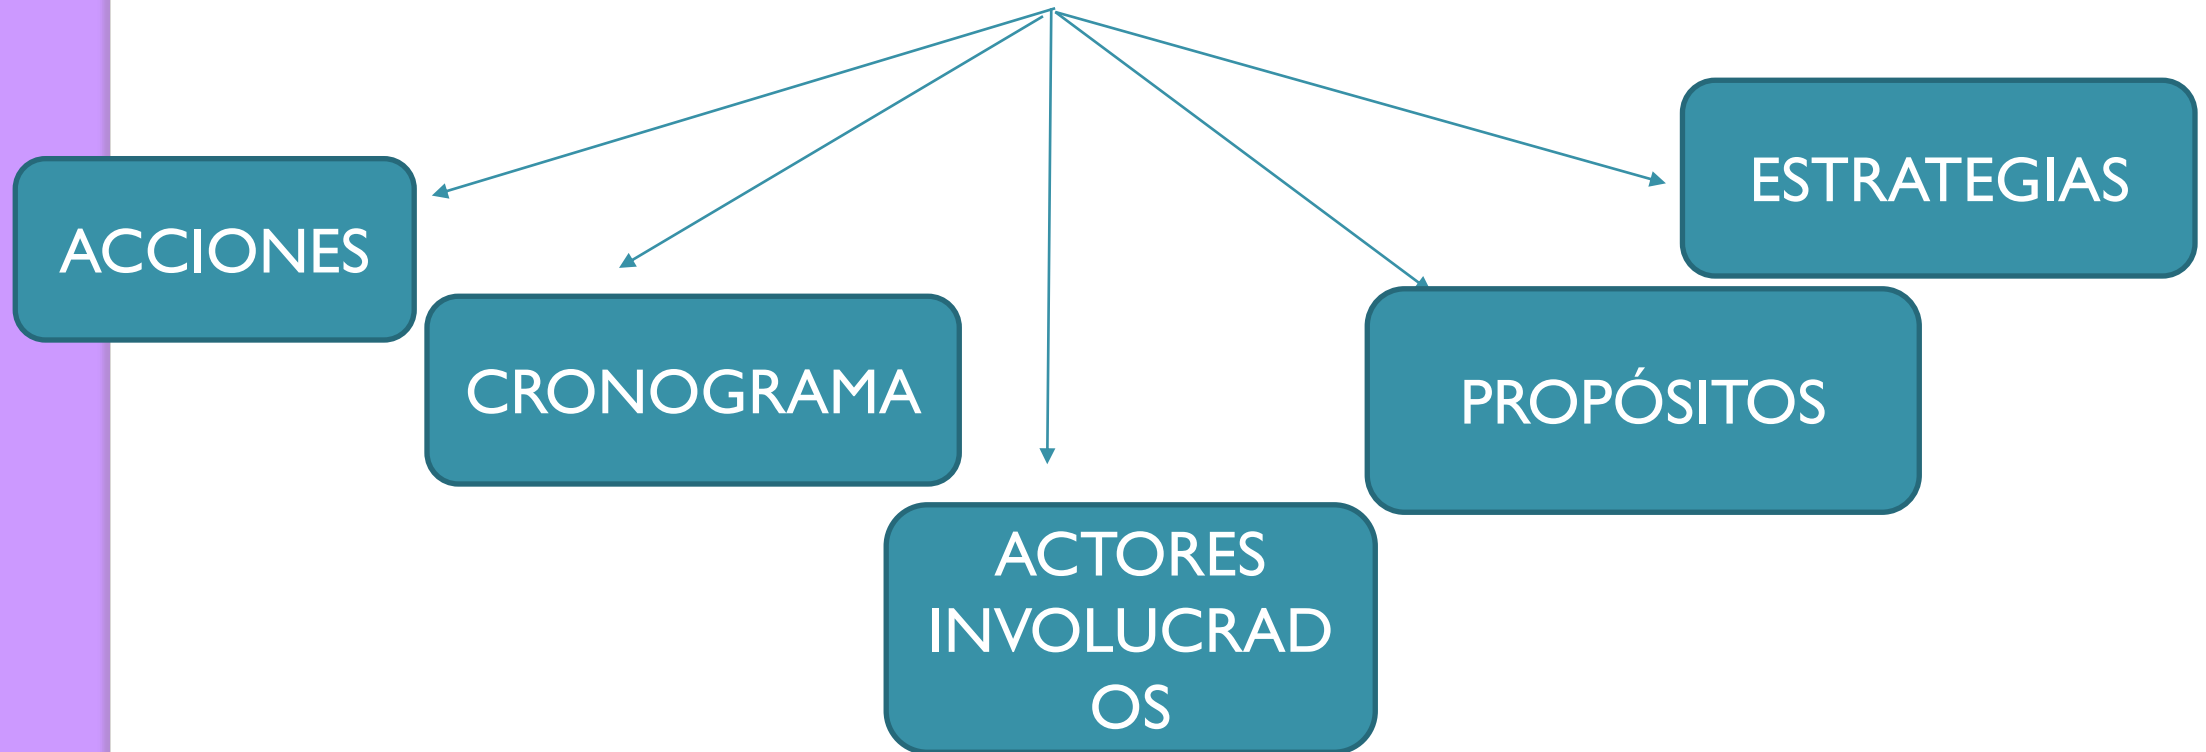 ACCIONES
CRONOGRAMA
ACTORES
INVOLUCRAD
OS
PROPÓSITOS
ESTRATEGIAS